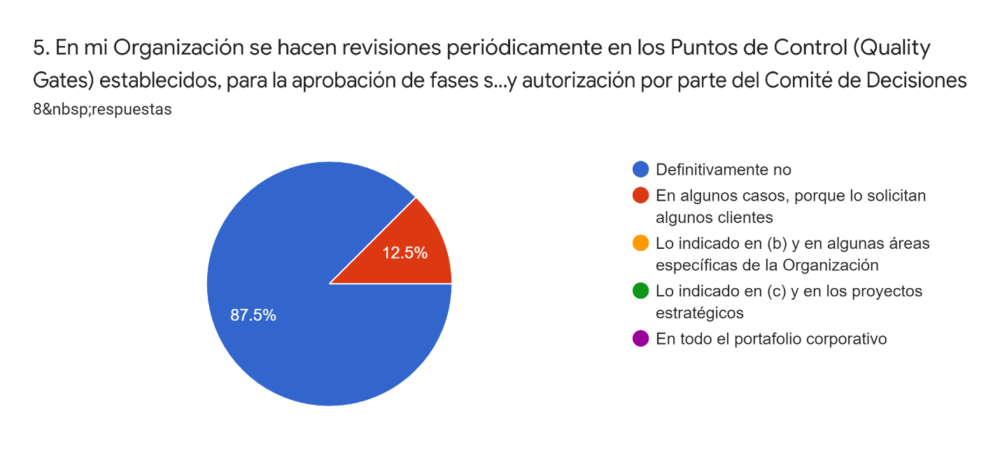 5. En mi Organización se hacen revisiones periódicamente en los Puntos de Control (Quality
Gates) establecidos, para la aprobación de fases s...y autorización por parte del Comité de Decisiones
8&nbsp;respuestas
Definitivamente no
En algunos casos, porque lo solicitan
algunos clientes
Lo indicado en (b) y en algunas áreas
específicas de la Organización
Lo indicado en (c) y en los proyectos
estratégicos
En todo el portafolio corporativo
12.5%
87.5%